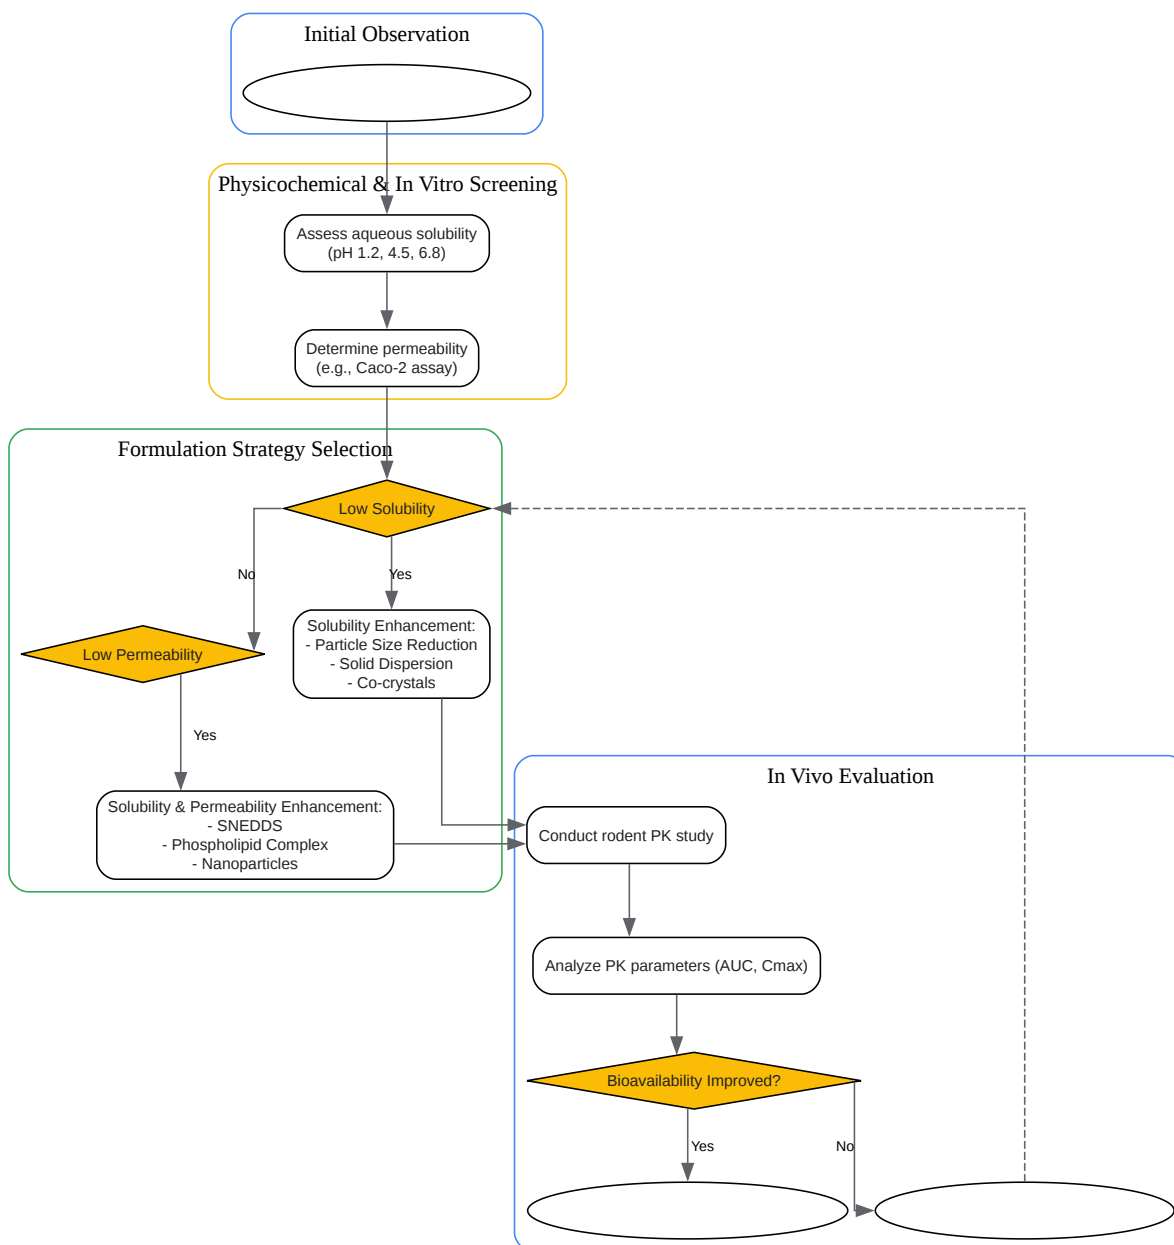 Initial Observation
Physicochemical & In Vitro Screening
Assess aqueous solubility
(pH 1.2, 4.5, 6.8)
Determine permeability
(e.g., Caco-2 assay)
Formulation Strategy Selection
Low Solubility
No
Yes
Solubility Enhancement:
- Particle Size Reduction
- Solid Dispersion
- Co-crystals
Low Permeability
Yes
Solubility & Permeability Enhancement:
- SNEDDS
- Phospholipid Complex
- Nanoparticles
In Vivo Evaluation
Conduct rodent PK study
Analyze PK parameters (AUC, Cmax)
Bioavailability Improved?
Yes
No